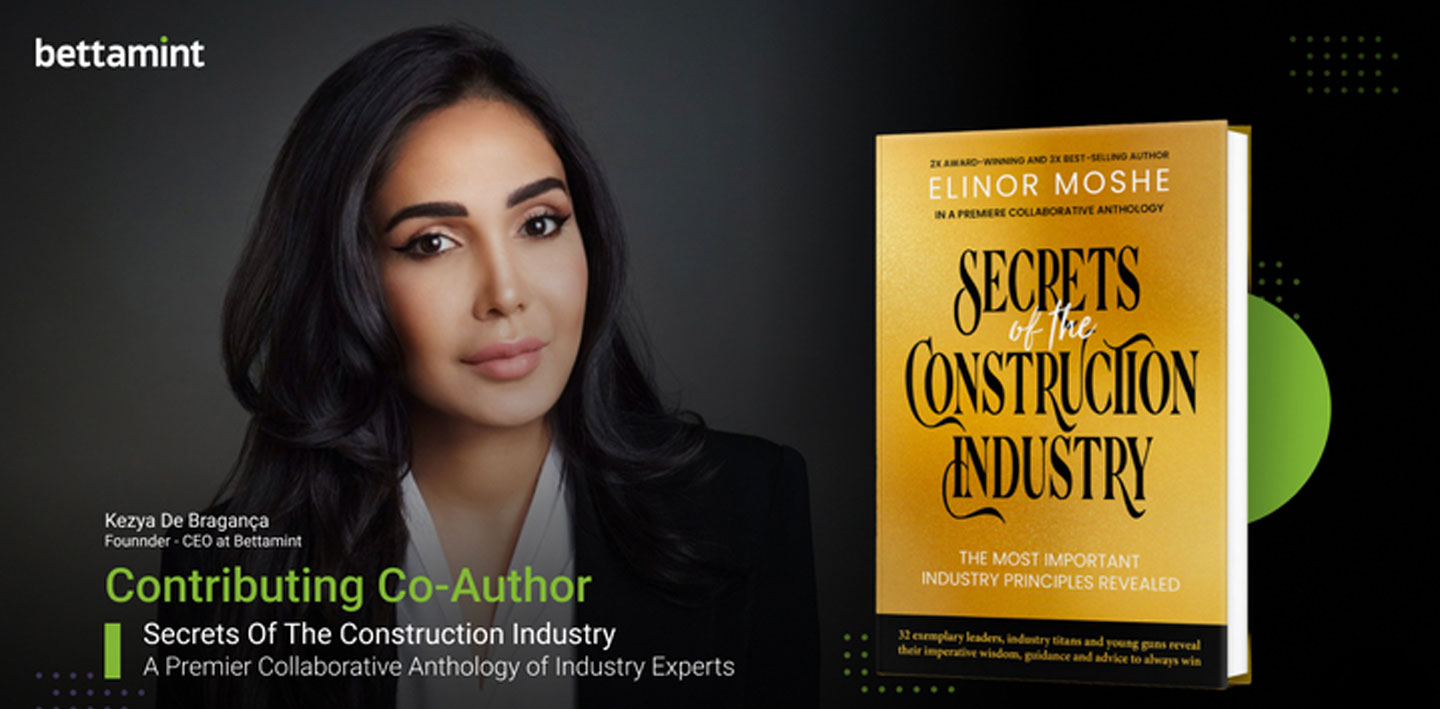 bettamint
Kezya De Bragança
Founnder - CEO at Bettamint
Contributing Co-Author
Secrets Of The Construction Industry
A Premier Collaborative Anthology of Industry Experts
2X AWARD-WINNING AND 3X BEST-SELLING AUTHOR
ELINOR MOSHE
IN A PREMIERE COLLABORATIVE ANTHOLOGY
SECRETS
of the
CONSTRUCTION
INDUSTRY
THE MOST IMPORTANT
INDUSTRY PRINCIPLES REVEALED
32 exemplary leaders, industry titans and young guns reveal
their imperative wisdom, guidance and advice to always win